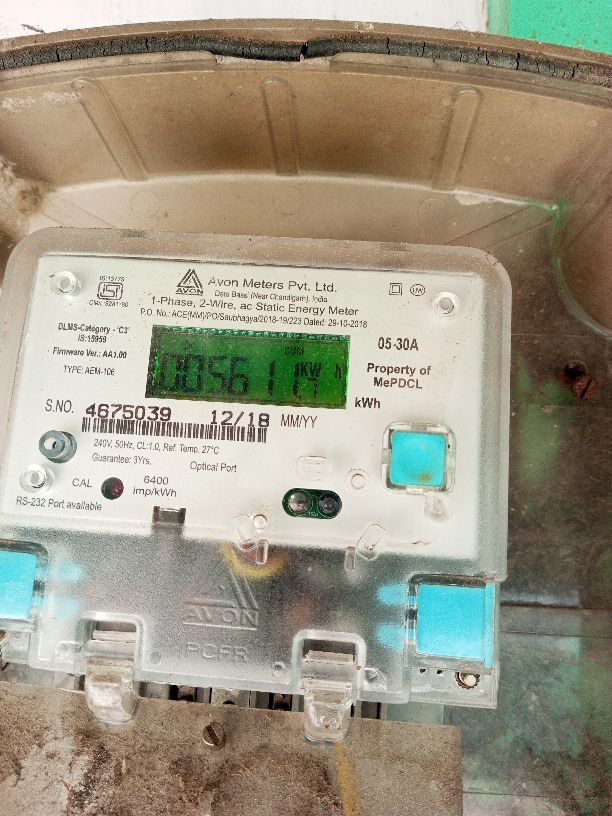 IS:13779
AVON
Avon Meters Pvt. Ltd.
Dera Bassi (Near Chandigarh), India
1-Phase, 2-Wire, ac Static Energy Meter
P.O. No.: ACE(MM)/PO/Saubhagya/2018-19/223 Dated: 29-10-2018
DLMS-Category - 'C3'
IS:15959
Firmware Ver.: AA1.00
TYPE: AEM-106
CUM
KW h
05-30A
Property of
MePDCL
kWh
S.NO. 4675039 12/18 MM/YY
240V, 50Hz, CL:1.0, Ref. Temp. 27°C
Guarantee: 3Yrs.
Optical Port
CAL
6400
imp/kWh
RS-232 Port available
AVON